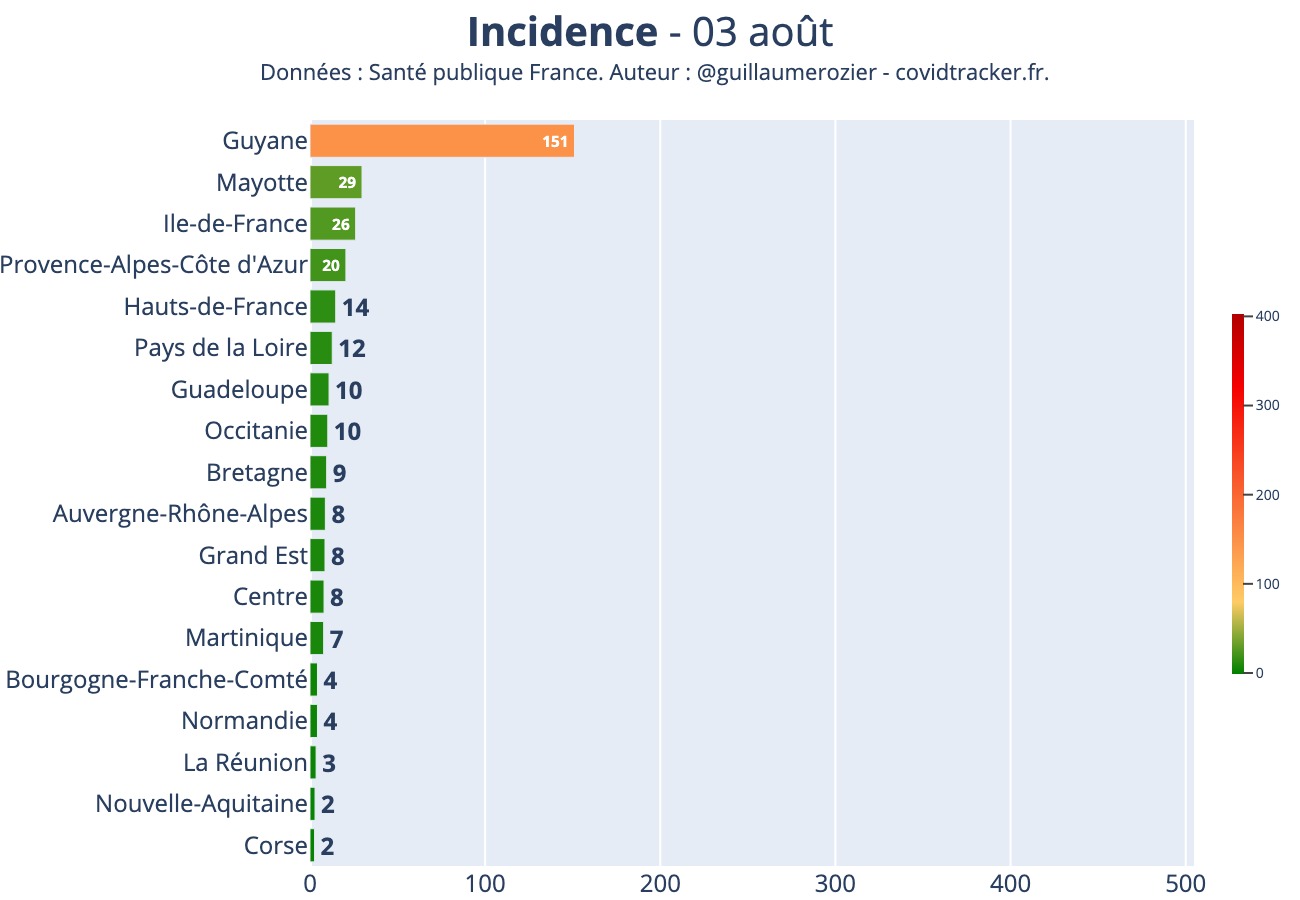 Incidence - 03 août
Données : Santé publique France. Auteur : @guillaumerozier - covidtracker.fr.
Guyane 151
Mayotte 29
Ile-de-France 26
Provence-Alpes-Côte d'Azur 20
Hauts-de-France 14
Pays de la Loire 12
Guadeloupe 10
Occitanie 10
Bretagne 9
Auvergne-Rhône-Alpes 8
Grand Est 8
Centre 8
Martinique 7
Bourgogne-Franche-Comté 4
Normandie 4
La Réunion 3
Nouvelle-Aquitaine 2
Corse 2
0 100 200 300 400 500
400
300
200
100
0